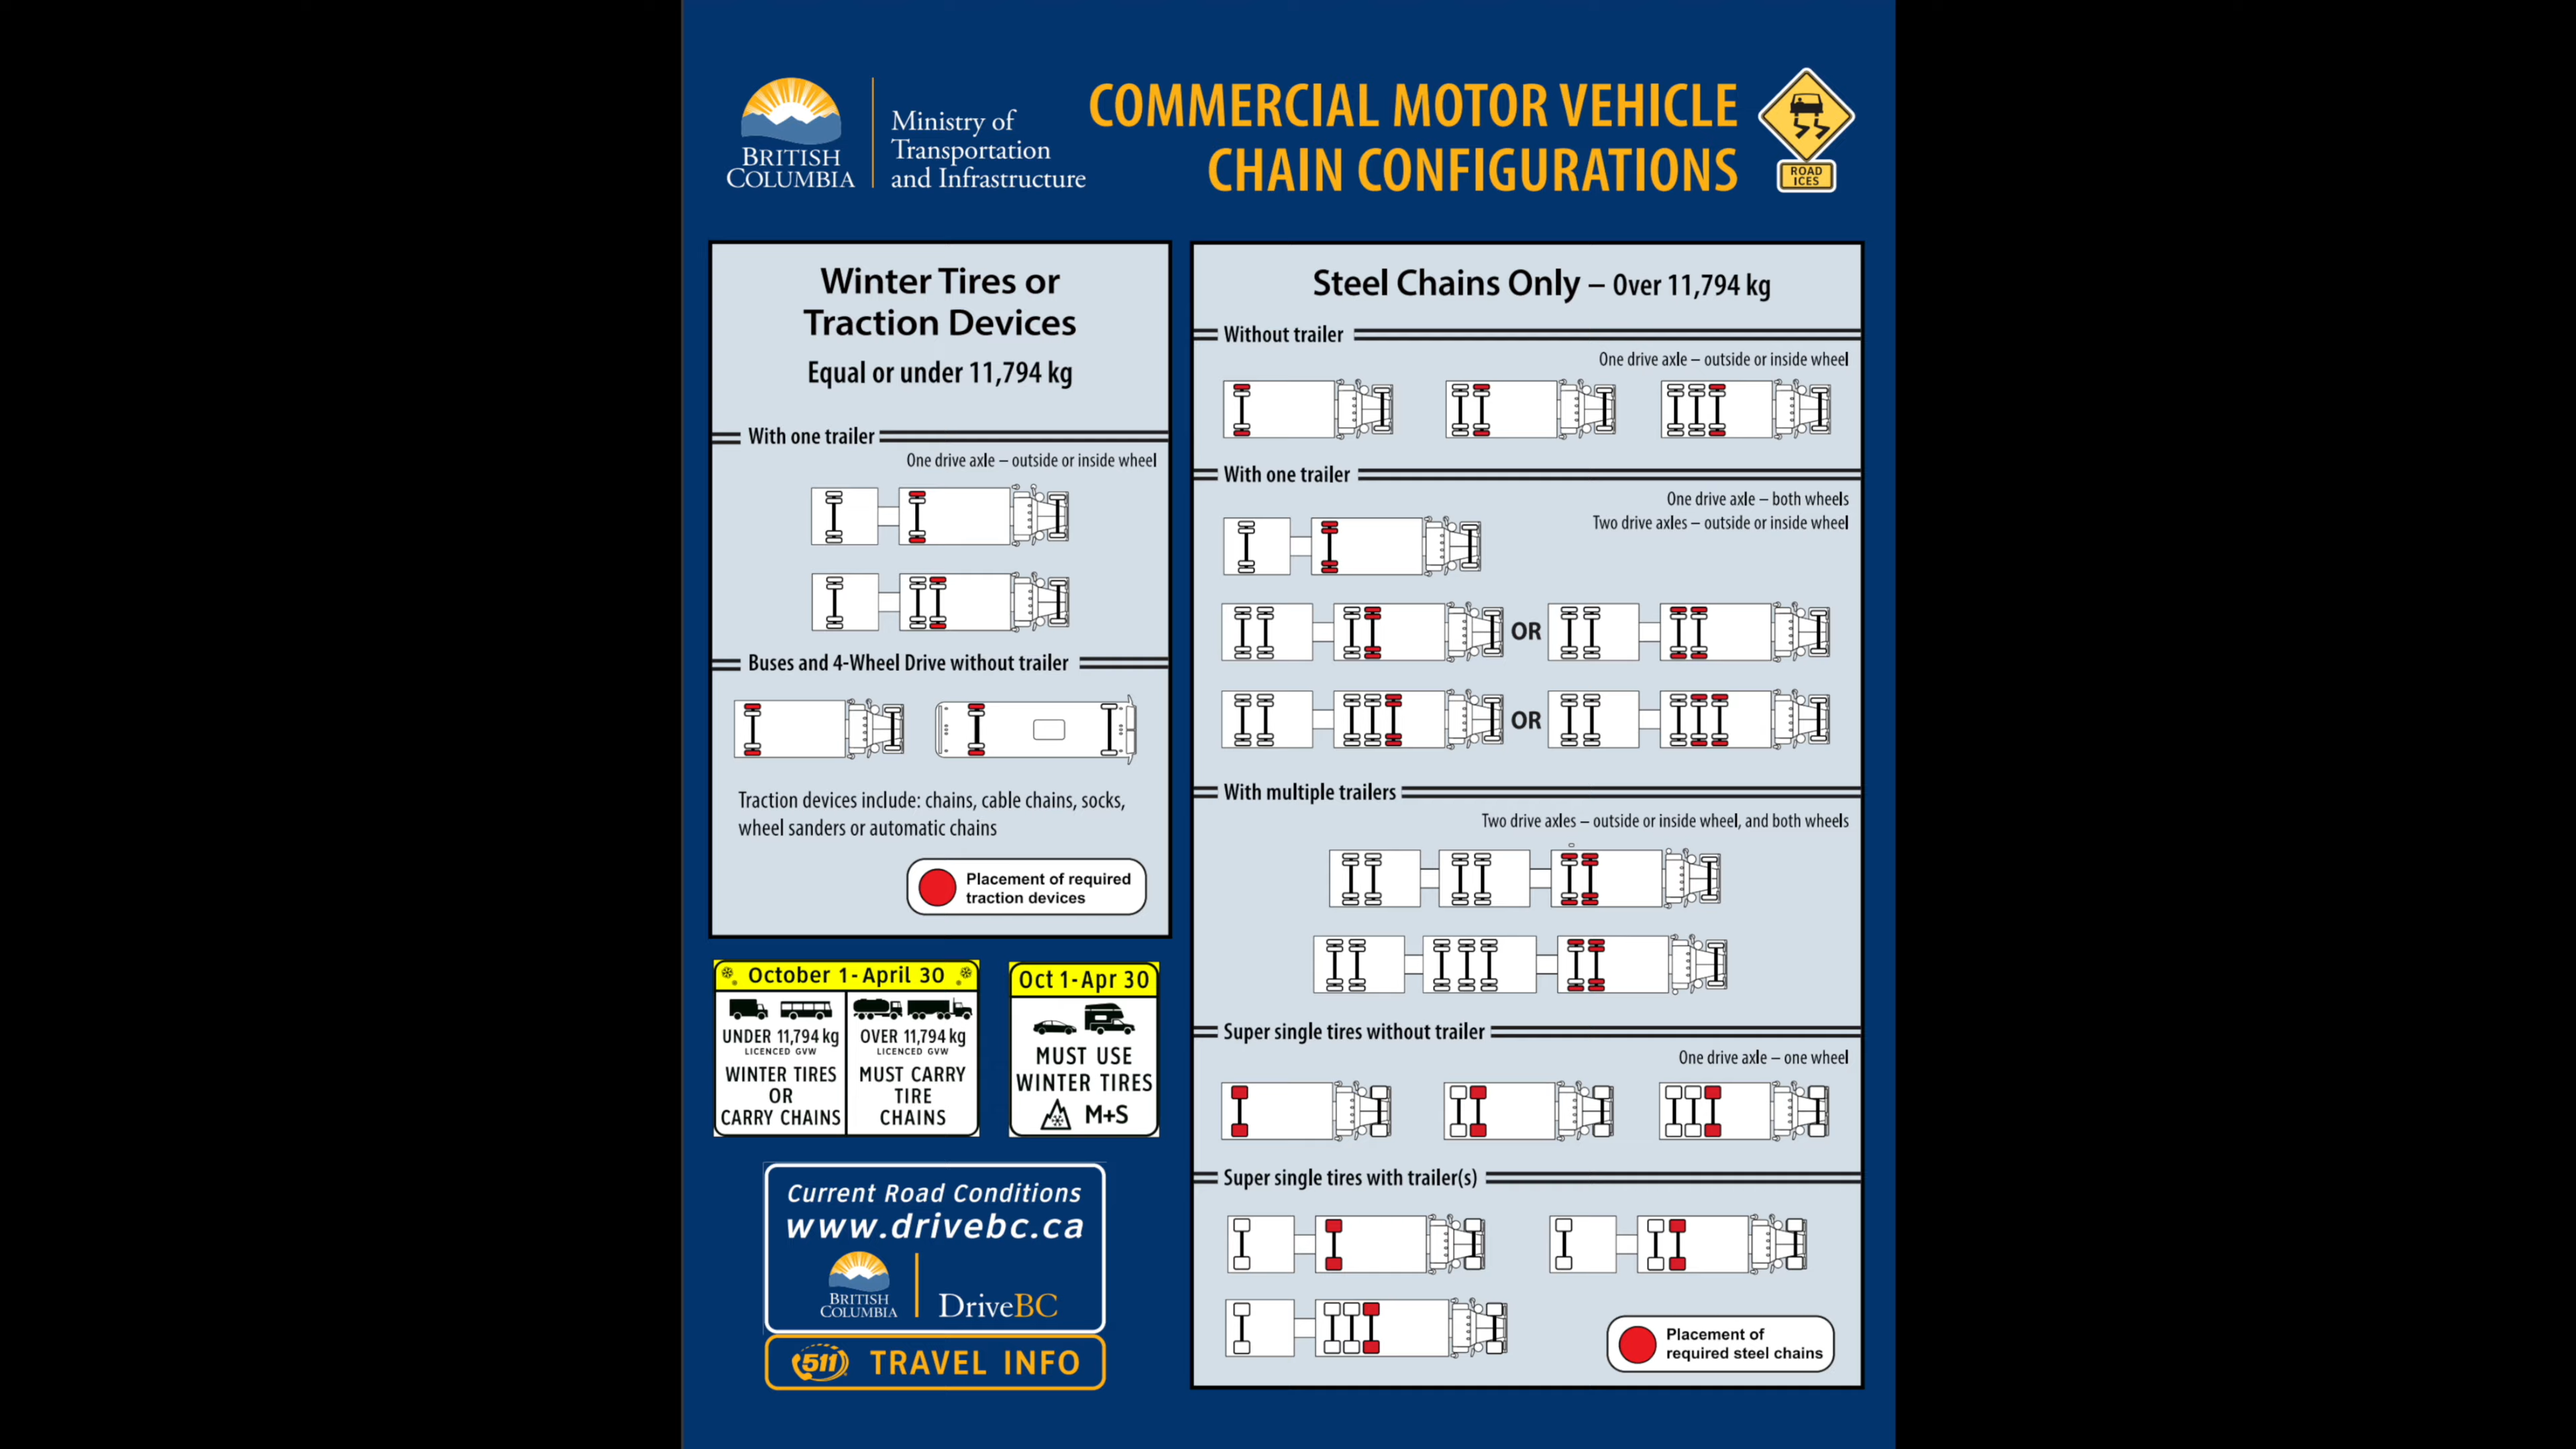 BRITISH
COLUMBIA
Ministry of
Transportation
and Infrastructure
COMMERCIAL MOTOR VEHICLE
CHAIN CONFIGURATIONS
ROAD
ICES
Winter Tires or
Traction Devices
Equal or under 11,794 kg
With one trailer
One drive axle – outside or inside wheel
Buses and 4-Wheel Drive without trailer
Traction devices include: chains, cable chains, socks,
wheel sanders or automatic chains
Placement of required
traction devices
October 1-April 30
UNDER 11,794 kg
LICENCED GVW
WINTER TIRES
OR
CARRY CHAINS
OVER 11,794 kg
LICENCED GVW
MUST CARRY
TIRE
CHAINS
Oct 1-Apr 30
MUST USE
WINTER TIRES
M+S
Current Road Conditions
www.drivebc.ca
BRITISH
COLUMBIA
DriveBC
511 TRAVEL INFO
Steel Chains Only – Over 11,794 kg
Without trailer
One drive axle – outside or inside wheel
With one trailer
One drive axle – both wheels
Two drive axles – outside or inside wheel
OR
OR
With multiple trailers
Two drive axles – outside or inside wheel, and both wheels
Super single tires without trailer
One drive axle – one wheel
Super single tires with trailer(s)
Placement of
required steel chains